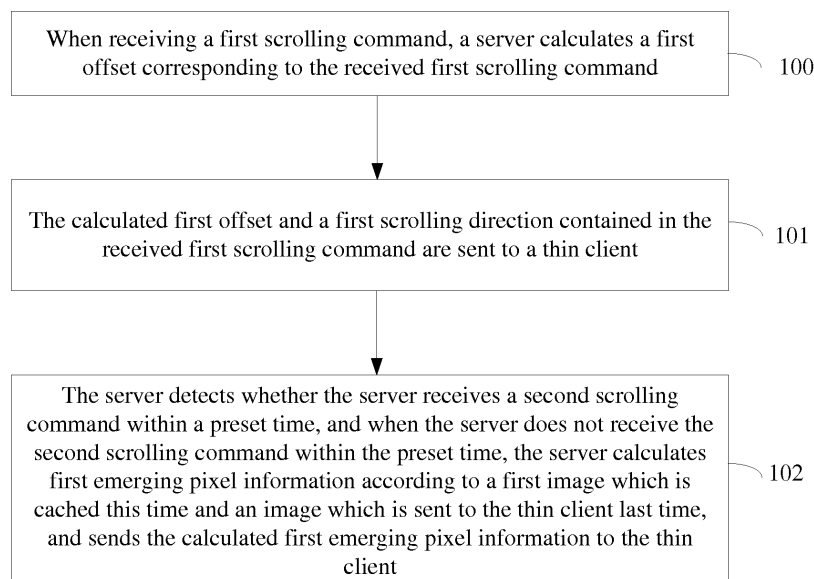 When receiving a first scrolling command, a server calculates a first
offset corresponding to the received first scrolling command
100
The calculated first offset and a first scrolling direction contained in the
received first scrolling command are sent to a thin client
101
The server detects whether the server receives a second scrolling
command within a preset time, and when the server does not receive the
second scrolling command within the preset time, the server calculates
first emerging pixel information according to a first image which is
cached this time and an image which is sent to the thin client last time,
and sends the calculated first emerging pixel information to the thin
client
102